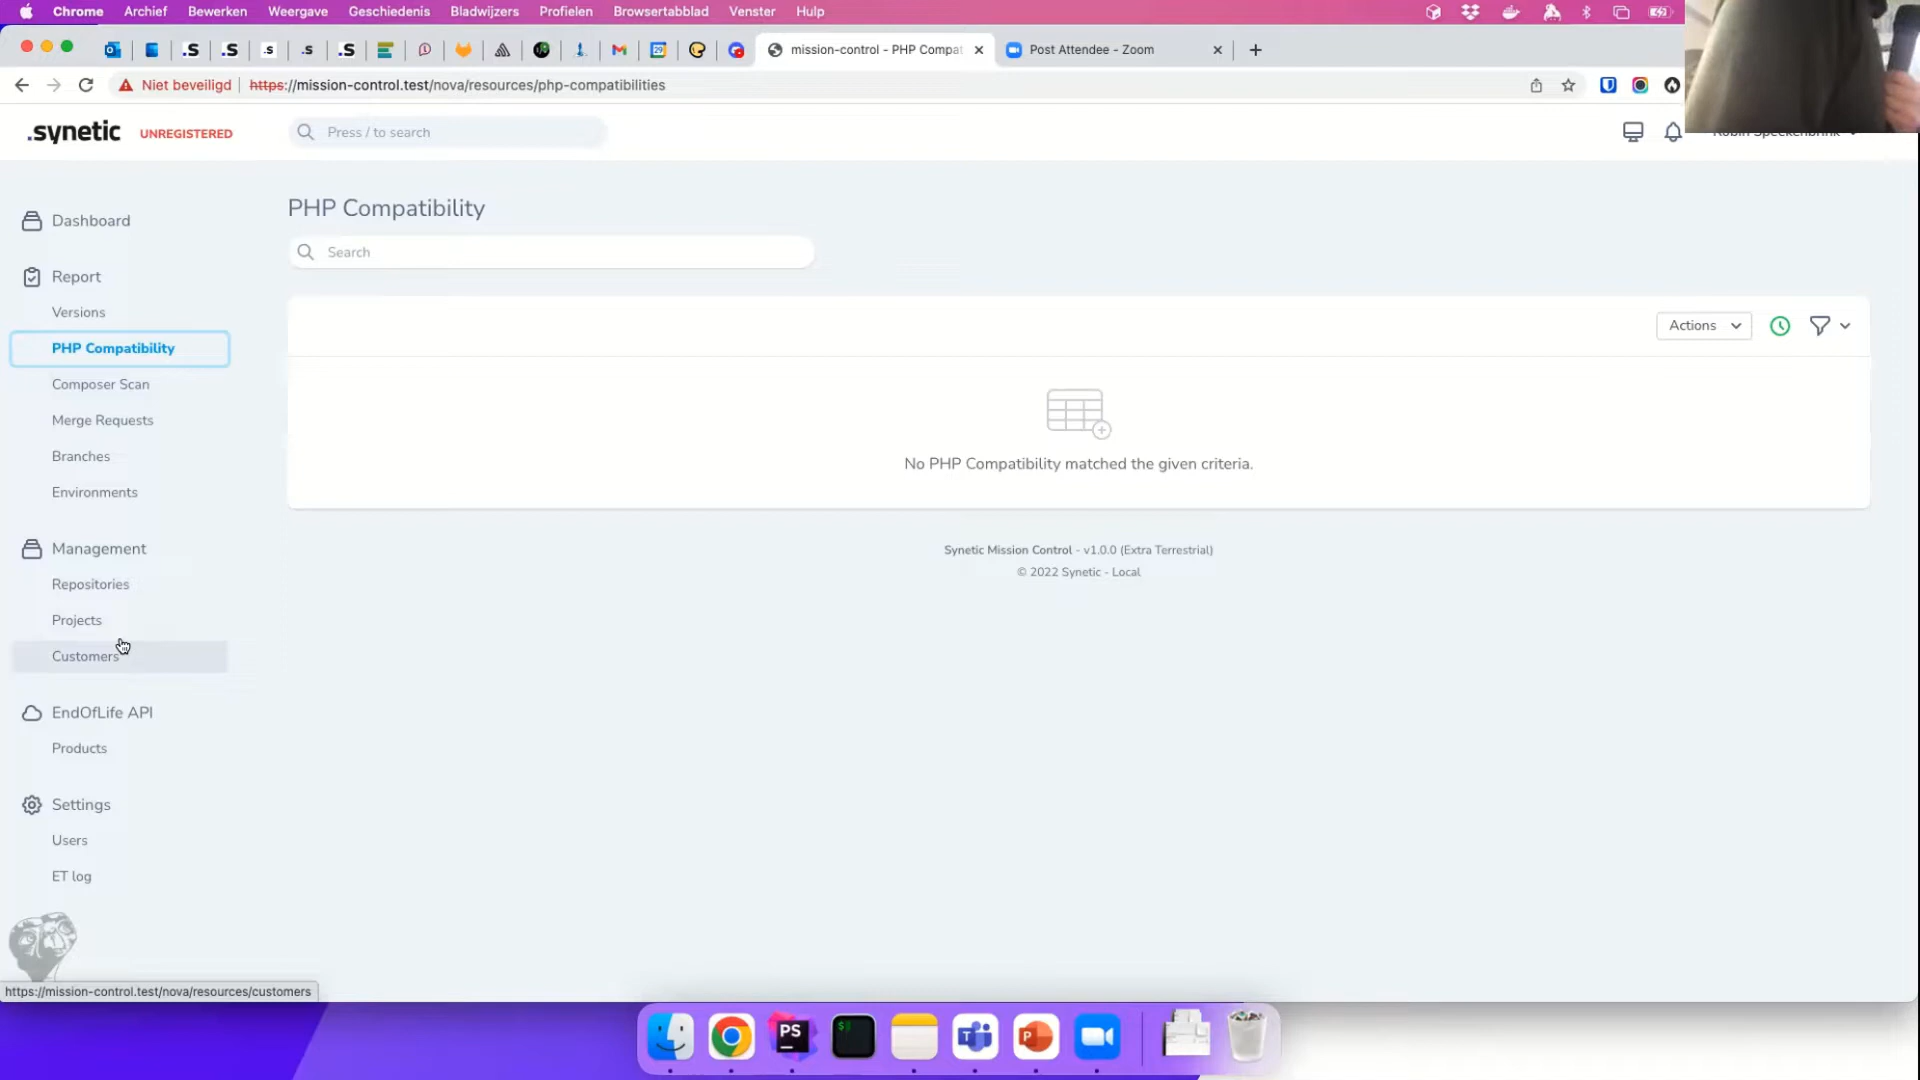 Chrome Archief Bewerken Weergave Geschiedenis Bladwijzers Profielen Browsertabblad Venster Hulp
mission-control - PHP Compat
Post Attendee - Zoom
Niet beveiligd https://mission-control.test/nova/resources/php-compatibilities
.synetic UNREGISTERED
Press / to search
Robin Speckenbrink
Dashboard
Report
Versions
PHP Compatibility
Composer Scan
Merge Requests
Branches
Environments
Management
Repositories
Projects
Customers
EndOfLife API
Products
Settings
Users
ET log
PHP Compatibility
Search
Actions
No PHP Compatibility matched the given criteria.
Synetic Mission Control - v1.0.0 (Extra Terrestrial)
© 2022 Synetic - Local
https://mission-control.test/nova/resources/customers